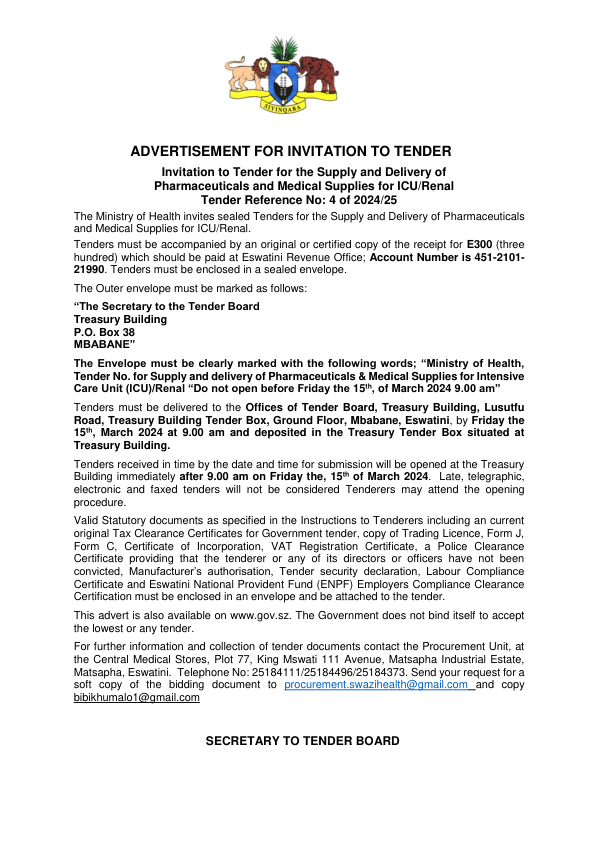 SIYINQABA
ADVERTISEMENT FOR INVITATION TO TENDER
Invitation to Tender for the Supply and Delivery of
Pharmaceuticals and Medical Supplies for ICU/Renal
Tender Reference No: 4 of 2024/25
The Ministry of Health invites sealed Tenders for the Supply and Delivery of Pharmaceuticals
and Medical Supplies for ICU/Renal.
Tenders must be accompanied by an original or certified copy of the receipt for E300 (three
hundred) which should be paid at Eswatini Revenue Office; Account Number is 451-2101-
21990. Tenders must be enclosed in a sealed envelope.
The Outer envelope must be marked as follows:
“The Secretary to the Tender Board
Treasury Building
P.O. Box 38
MBABANE”
The Envelope must be clearly marked with the following words; “Ministry of Health,
Tender No. for Supply and delivery of Pharmaceuticals & Medical Supplies for Intensive
Care Unit (ICU)/Renal “Do not open before Friday the 15th, of March 2024 9.00 am”
Tenders must be delivered to the Offices of Tender Board, Treasury Building, Lusutfu
Road, Treasury Building Tender Box, Ground Floor, Mbabane, Eswatini, by Friday the
15th, March 2024 at 9.00 am and deposited in the Treasury Tender Box situated at
Treasury Building.
Tenders received in time by the date and time for submission will be opened at the Treasury
Building immediately after 9.00 am on Friday the, 15th of March 2024. Late, telegraphic,
electronic and faxed tenders will not be considered Tenderers may attend the opening
procedure.
Valid Statutory documents as specified in the Instructions to Tenderers including an current
original Tax Clearance Certificates for Government tender, copy of Trading Licence, Form J,
Form C, Certificate of Incorporation, VAT Registration Certificate, a Police Clearance
Certificate providing that the tenderer or any of its directors or officers have not been
convicted, Manufacturer’s authorisation, Tender security declaration, Labour Compliance
Certificate and Eswatini National Provident Fund (ENPF) Employers Compliance Clearance
Certification must be enclosed in an envelope and be attached to the tender.
This advert is also available on www.gov.sz. The Government does not bind itself to accept
the lowest or any tender.
For further information and collection of tender documents contact the Procurement Unit, at
the Central Medical Stores, Plot 77, King Mswati 111 Avenue, Matsapha Industrial Estate,
Matsapha, Eswatini. Telephone No: 25184111/25184496/25184373. Send your request for a
soft copy of the bidding document to procurement.swazihealth@gmail.com and copy
bibikhumalo1@gmail.com
SECRETARY TO TENDER BOARD